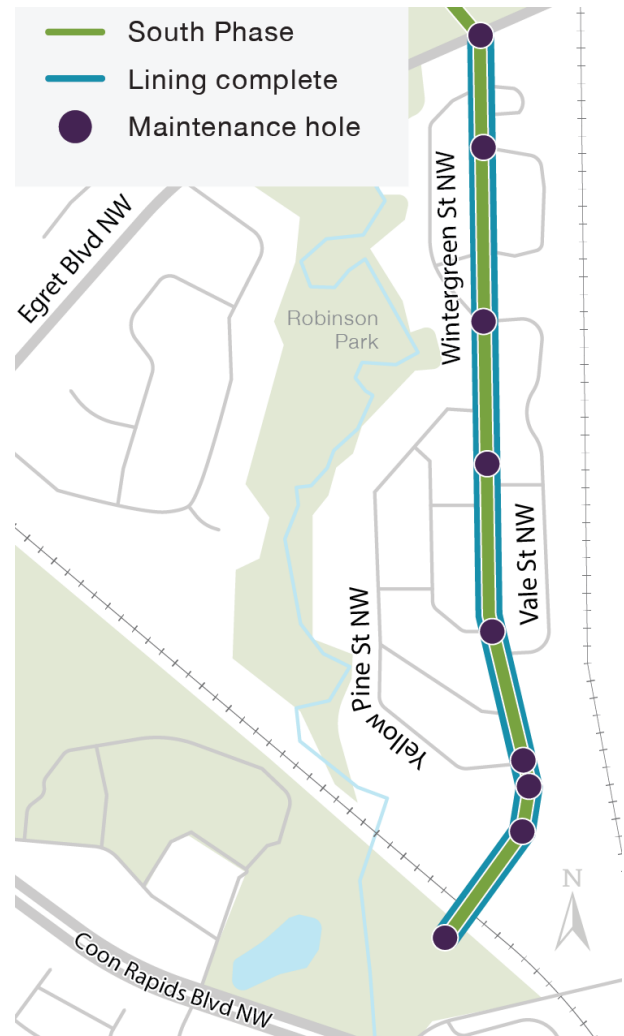 South Phase
Lining complete
Maintenance hole
Egret Blvd NW
Wintergreen St NW
Robinson
Park
Vale St NW
Yellow Pine St NW
N
Coon Rapids Blvd NW